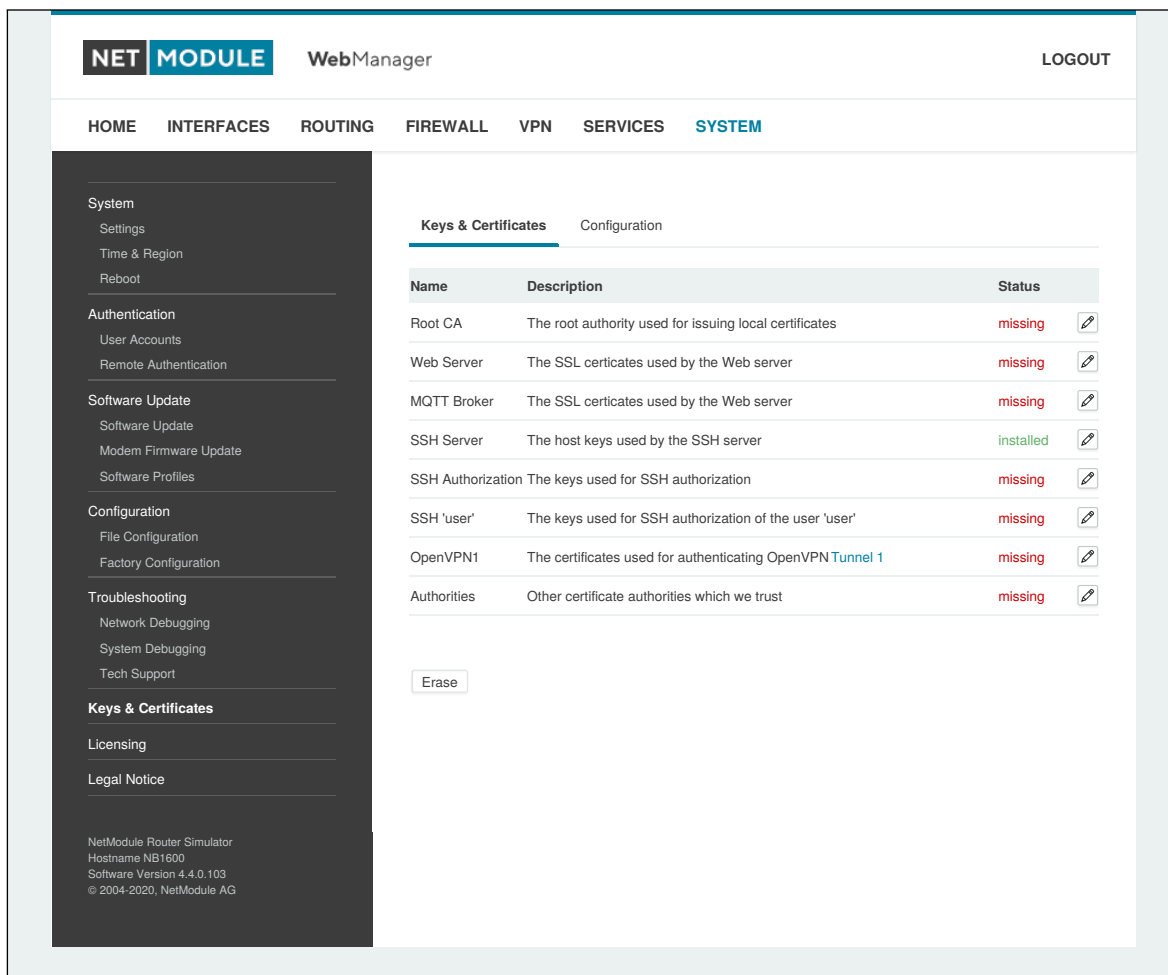 NET MODULE WebManager LOGOUT
HOME INTERFACES ROUTING FIREWALL VPN SERVICES SYSTEM
System
Settings
Time & Region
Reboot
Authentication
User Accounts
Remote Authentication
Software Update
Software Update
Modem Firmware Update
Software Profiles
Configuration
File Configuration
Factory Configuration
Troubleshooting
Network Debugging
System Debugging
Tech Support
Keys & Certificates
Licensing
Legal Notice
NetModule Router Simulator
Hostname NB1600
Software Version 4.4.0.103
© 2004-2020, NetModule AG
Keys & Certificates Configuration
Name Description Status
Root CA The root authority used for issuing local certificates missing
Web Server The SSL certicates used by the Web server missing
MQTT Broker The SSL certicates used by the Web server missing
SSH Server The host keys used by the SSH server installed
SSH Authorization The keys used for SSH authorization missing
SSH 'user' The keys used for SSH authorization of the user 'user' missing
OpenVPN1 The certificates used for authenticating OpenVPN Tunnel 1 missing
Authorities Other certificate authorities which we trust missing
Erase